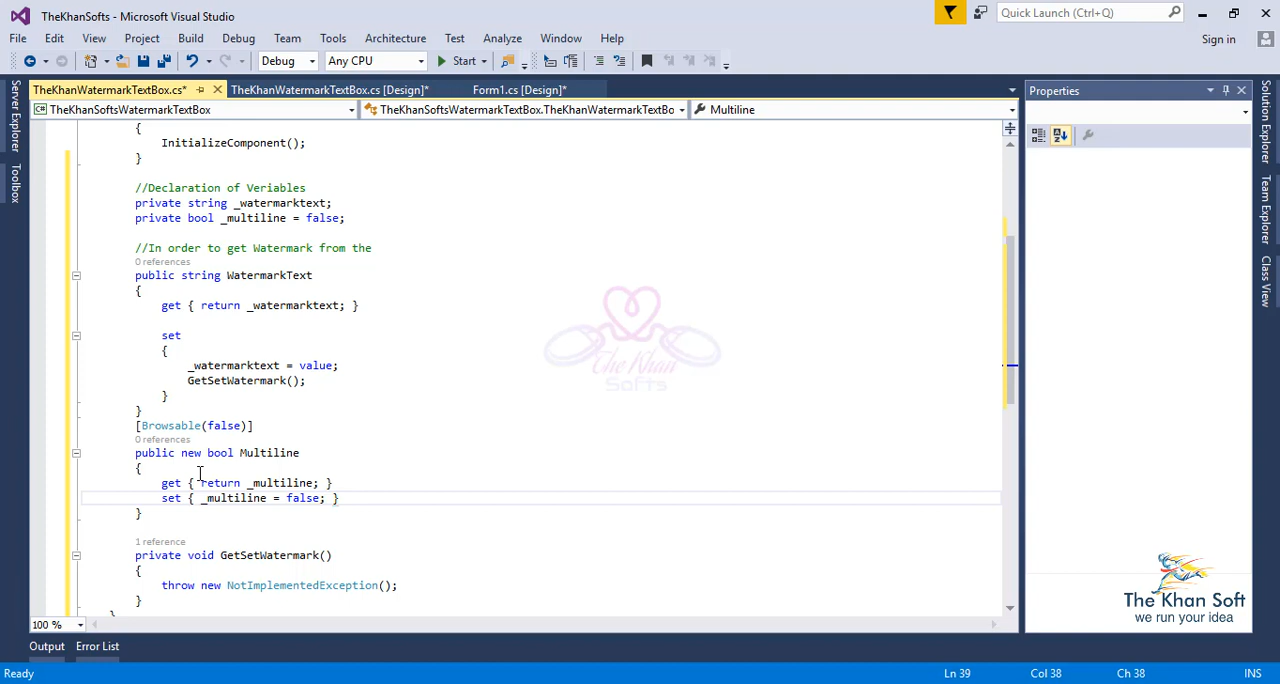 TheKhanSofts - Microsoft Visual Studio
Quick Launch (Ctrl+Q)
File Edit View Project Build Debug Team Tools Architecture Test Analyze Window Help
Sign in
Debug Any CPU Start
TheKhanWatermarkTextBox.cs* TheKhanWatermarkTextBox.cs [Design]* Form1.cs [Design]*
Properties
TheKhanSoftsWatermarkTextBox TheKhanSoftsWatermarkTextBox.TheKhanWatermarkTextBo Multiline
Server Explorer
Toolbox
Solution Explorer
Team Explorer
Class View
{
InitializeComponent();
}
//Declaration of Veriables
private string _watermarktext;
private bool _multiline = false;
//In order to get Watermark from the
0 references
public string WatermarkText
{
get { return _watermarktext; }
set
{
_watermarktext = value;
GetSetWatermark();
}
}
[Browsable(false)]
0 references
public new bool Multiline
{
get { return _multiline; }
set { _multiline = false; }
}
1 reference
private void GetSetWatermark()
{
throw new NotImplementedException();
}
}
The Khan
Softs
The Khan Soft
we run your idea
100 %
Output Error List
Ready Ln 39 Col 38 Ch 38 INS